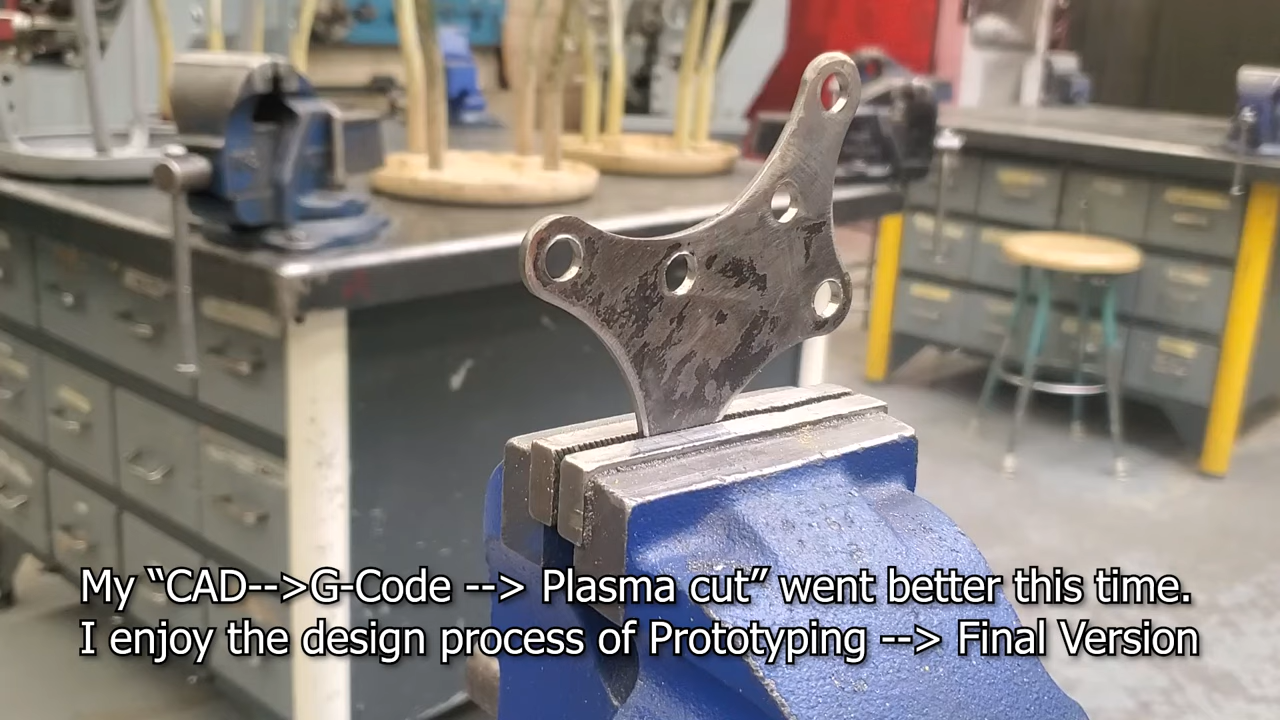 My “CAD-->G-Code --> Plasma cut” went better this time.
I enjoy the design process of Prototyping --> Final Version